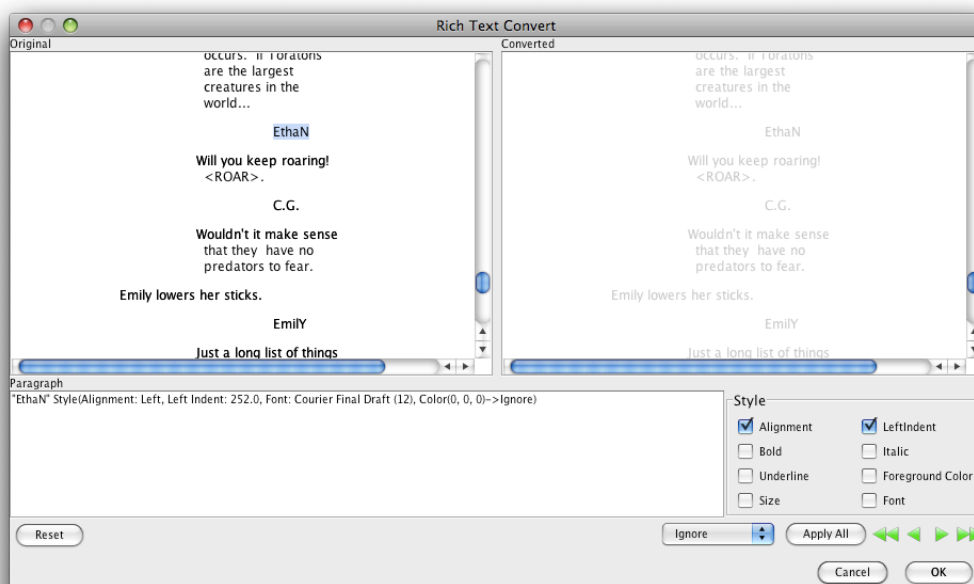 Rich Text Convert
Original
occurs. If Toratons
are the largest
creatures in the
world...
EthaN
Will you keep roaring!
<ROAR>.
C.G.
Wouldn't it make sense
that they  have no
predators to fear.
Emily lowers her sticks.
EmilY
Just a long list of things
Converted
occurs. If Toratons
are the largest
creatures in the
world...
EthaN
Will you keep roaring!
<ROAR>.
C.G.
Wouldn't it make sense
that they  have no
predators to fear.
Emily lowers her sticks.
EmilY
Just a long list of things
Paragraph
"EthaN" Style(Alignment: Left, Left Indent: 252.0, Font: Courier Final Draft (12), Color(0, 0, 0)->Ignore)
Style
Alignment
LeftIndent
Bold
Italic
Underline
Foreground Color
Size
Font
Reset
Ignore
Apply All
Cancel
OK